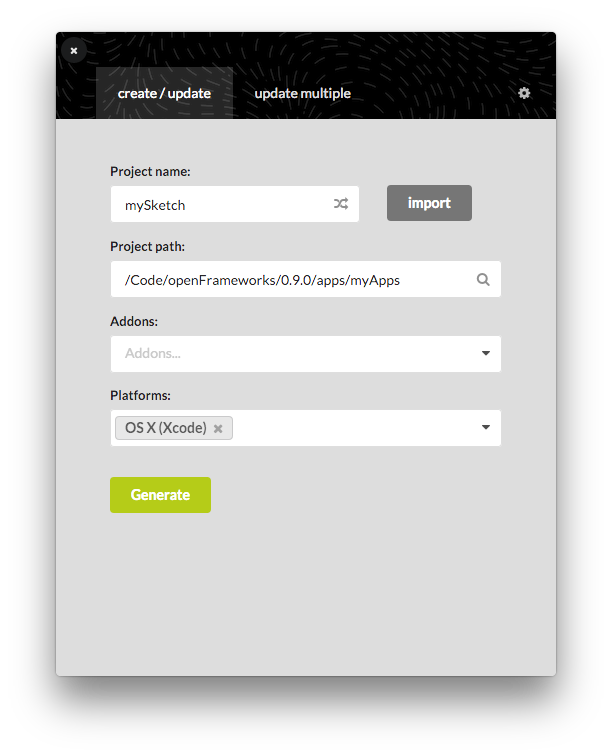 create / update
update multiple
Project name:
mySketch
import
Project path:
/Code/openFrameworks/0.9.0/apps/myApps
Addons:
Addons...
Platforms:
OS X (Xcode)
Generate